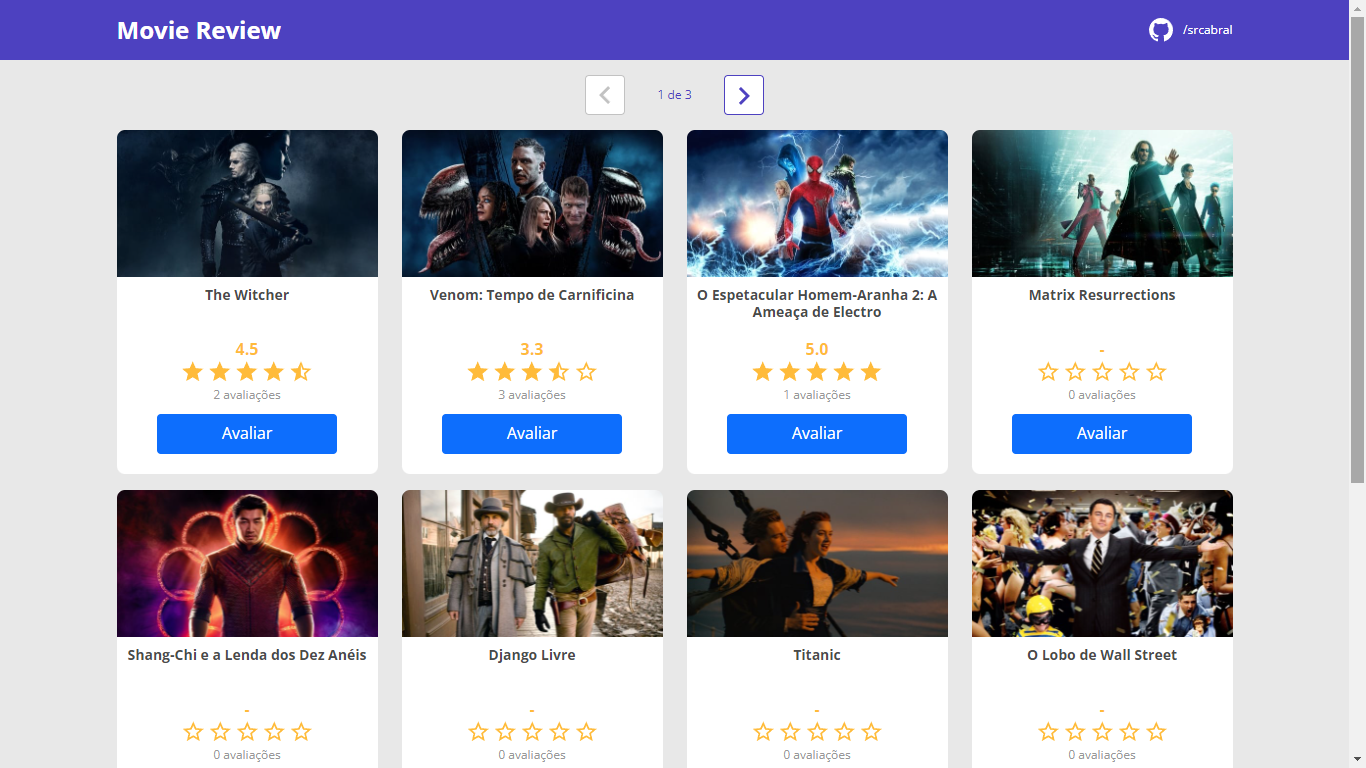 Movie Review
/srcabral
1 de 3
The Witcher
4.5
2 avaliações
Avaliar
Venom: Tempo de Carnificina
3.3
3 avaliações
Avaliar
O Espetacular Homem-Aranha 2: A
Ameaça de Electro
5.0
1 avaliações
Avaliar
Matrix Resurrections
-
0 avaliações
Avaliar
Shang-Chi e a Lenda dos Dez Anéis
-
0 avaliações
Django Livre
-
0 avaliações
Titanic
-
0 avaliações
O Lobo de Wall Street
-
0 avaliações